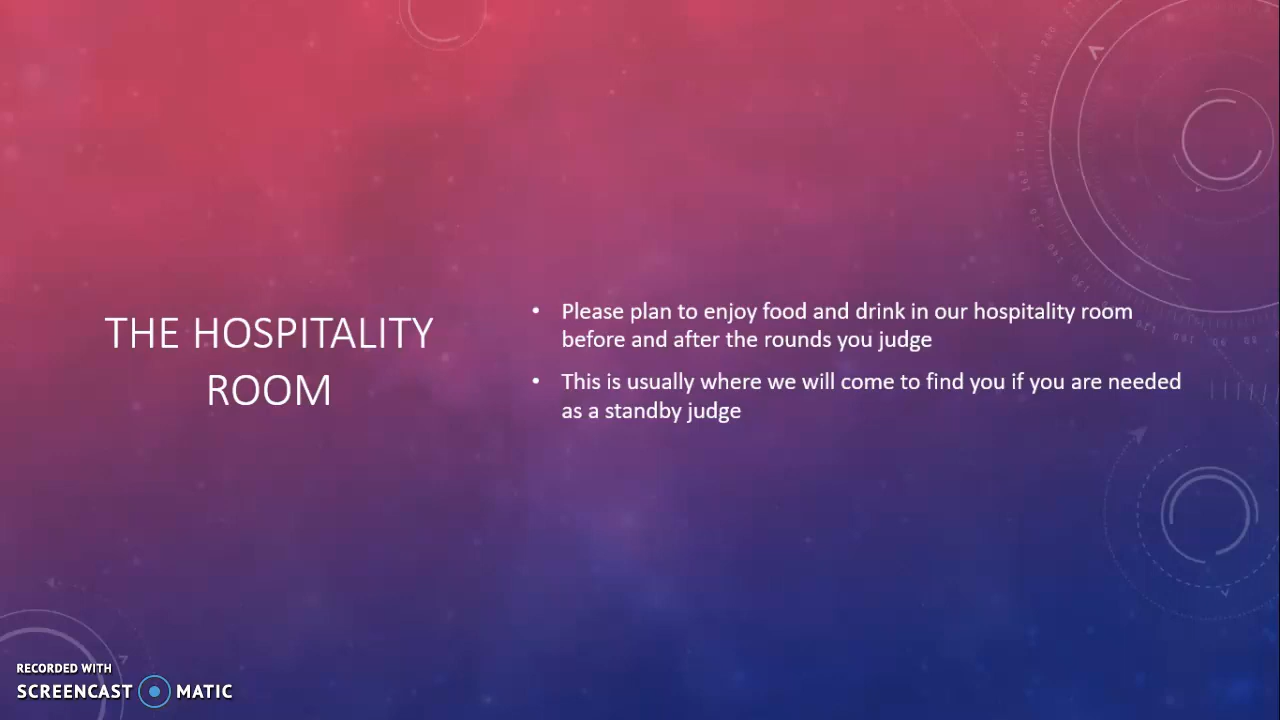 THE HOSPITALITY
ROOM
• Please plan to enjoy food and drink in our hospitality room
before and after the rounds you judge
• This is usually where we will come to find you if you are needed
as a standby judge
RECORDED WITH
SCREENCAST MATIC